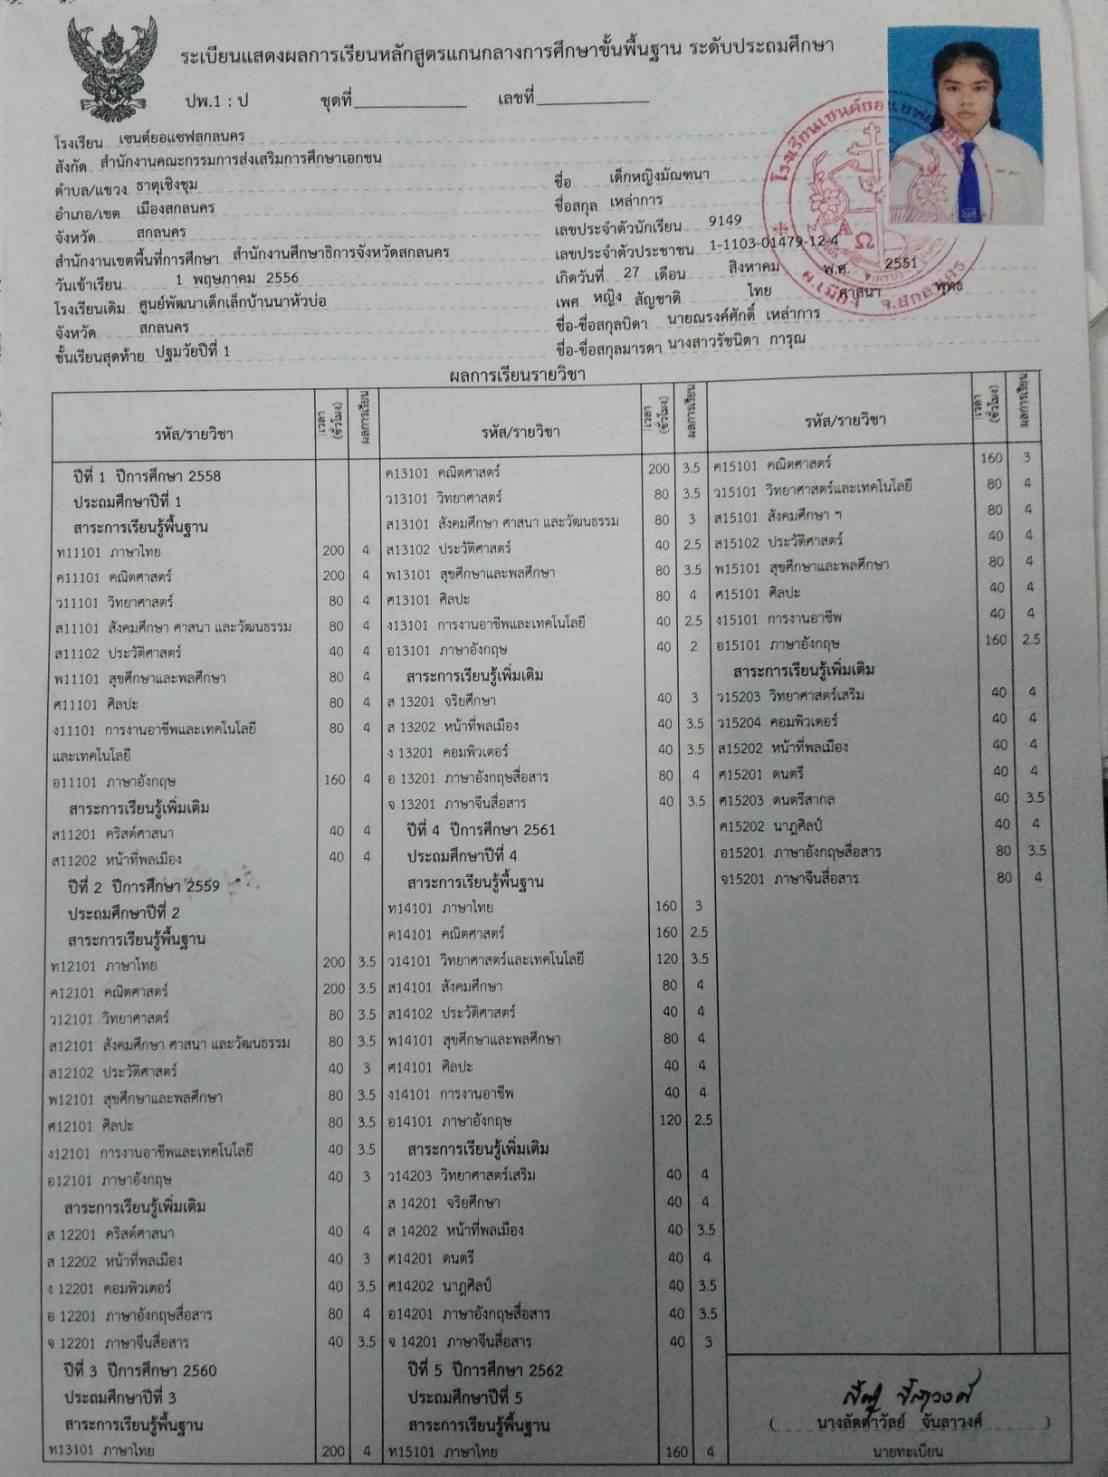 ระเบียนแสดงผลการเรียนหลักสูตรแกนกลางการศึกษาขั้นพื้นฐาน ระดับประถมศึกษา
ปพ.1 : ป ชุดที่ เลขที่
โรงเรียน เซนต์ยอแซฟสกลนคร
สังกัด สำนักงานคณะกรรมการส่งเสริมการศึกษาเอกชน
ตำบล/แขวง ธาตุเชิงชุม
อำเภอ/เขต เมืองสกลนคร
จังหวัด สกลนคร
สำนักงานเขตพื้นที่การศึกษา สำนักงานศึกษาธิการจังหวัดสกลนคร
วันเข้าเรียน 1 พฤษภาคม 2556
โรงเรียนเดิม ศูนย์พัฒนาเด็กเล็กบ้านนาหัวบ่อ
จังหวัด สกลนคร
ชั้นเรียนสุดท้าย ปฐมวัยปีที่ 1
ชื่อ เด็กหญิงมัณฑนา
ชื่อสกุล เหล่าการ
เลขประจำตัวนักเรียน 9149
เลขประจำตัวประชาชน 1-1103-01479-12-4
เกิดวันที่ 27 เดือน สิงหาคม พ.ศ. 2551
เพศ หญิง สัญชาติ ไทย ศาสนา พุทธ
ชื่อ-ชื่อสกุลบิดา นายณรงค์ศักดิ์ เหล่าการ
ชื่อ-ชื่อสกุลมารดา นางสาวรัชนิดา การุณ
ผลการเรียนรายวิชา
รหัส/รายวิชา เวลา (ชั่วโมง) ผลการเรียน
ปีที่ 1 ปีการศึกษา 2558
ประถมศึกษาปีที่ 1
สาระการเรียนรู้พื้นฐาน
ท11101 ภาษาไทย 200 4
ค11101 คณิตศาสตร์ 200 4
ว11101 วิทยาศาสตร์ 80 4
ส11101 สังคมศึกษา ศาสนา และวัฒนธรรม 80 4
ส11102 ประวัติศาสตร์ 40 4
พ11101 สุขศึกษาและพลศึกษา 80 4
ศ11101 ศิลปะ 80 4
ง11101 การงานอาชีพและเทคโนโลยี 80 4
และเทคโนโลยี
อ11101 ภาษาอังกฤษ 160 4
สาระการเรียนรู้เพิ่มเติม
ส11201 คริสต์ศาสนา 40 4
ส11202 หน้าที่พลเมือง 40 4
ปีที่ 2 ปีการศึกษา 2559
ประถมศึกษาปีที่ 2
สาระการเรียนรู้พื้นฐาน
ท12101 ภาษาไทย 200 3.5
ค12101 คณิตศาสตร์ 200 3.5
ว12101 วิทยาศาสตร์ 80 3.5
ส12101 สังคมศึกษา ศาสนา และวัฒนธรรม 80 3.5
ส12102 ประวัติศาสตร์ 40 3
พ12101 สุขศึกษาและพลศึกษา 80 3.5
ศ12101 ศิลปะ 80 3.5
ง12101 การงานอาชีพและเทคโนโลยี 40 3.5
อ12101 ภาษาอังกฤษ 40 3
สาระการเรียนรู้เพิ่มเติม
ส 12201 คริสต์ศาสนา 40 4
ส 12202 หน้าที่พลเมือง 40 3
ง 12201 คอมพิวเตอร์ 40 3.5
อ 12201 ภาษาอังกฤษสื่อสาร 80 4
จ 12201 ภาษาจีนสื่อสาร 40 3.5
ปีที่ 3 ปีการศึกษา 2560
ประถมศึกษาปีที่ 3
สาระการเรียนรู้พื้นฐาน
ท13101 ภาษาไทย 200 4
รหัส/รายวิชา เวลา (ชั่วโมง) ผลการเรียน
ค13101 คณิตศาสตร์ 200 3.5
ว13101 วิทยาศาสตร์ 80 3.5
ส13101 สังคมศึกษา ศาสนา และวัฒนธรรม 80 3
ส13102 ประวัติศาสตร์ 40 2.5
พ13101 สุขศึกษาและพลศึกษา 80 3.5
ศ13101 ศิลปะ 80 4
ง13101 การงานอาชีพและเทคโนโลยี 40 2.5
อ13101 ภาษาอังกฤษ 40 2
สาระการเรียนรู้เพิ่มเติม
ส 13201 จริยศึกษา 40 3
ส 13202 หน้าที่พลเมือง 40 3.5
ง 13201 คอมพิวเตอร์ 40 3.5
อ 13201 ภาษาอังกฤษสื่อสาร 80 4
จ 13201 ภาษาจีนสื่อสาร 40 3.5
ปีที่ 4 ปีการศึกษา 2561
ประถมศึกษาปีที่ 4
สาระการเรียนรู้พื้นฐาน
ท14101 ภาษาไทย 160 3
ค14101 คณิตศาสตร์ 160 2.5
ว14101 วิทยาศาสตร์และเทคโนโลยี 120 3.5
ส14101 สังคมศึกษา 80 4
ส14102 ประวัติศาสตร์ 40 4
พ14101 สุขศึกษาและพลศึกษา 80 4
ศ14101 ศิลปะ 40 4
ง14101 การงานอาชีพ 40 4
อ14101 ภาษาอังกฤษ 120 2.5
สาระการเรียนรู้เพิ่มเติม
ว14203 วิทยาศาสตร์เสริม 40 4
ส 14201 จริยศึกษา 40 4
ส 14202 หน้าที่พลเมือง 40 3.5
ศ14201 ดนตรี 40 4
ศ14202 นาฏศิลป์ 40 3.5
อ14201 ภาษาอังกฤษสื่อสาร 40 3.5
จ 14201 ภาษาจีนสื่อสาร 40 3
ปีที่ 5 ปีการศึกษา 2562
ประถมศึกษาปีที่ 5
สาระการเรียนรู้พื้นฐาน
ท15101 ภาษาไทย 160 4
รหัส/รายวิชา เวลา (ชั่วโมง) ผลการเรียน
ค15101 คณิตศาสตร์ 160 3
ว15101 วิทยาศาสตร์และเทคโนโลยี 80 4
ส15101 สังคมศึกษา ฯ 80 4
ส15102 ประวัติศาสตร์ 40 4
พ15101 สุขศึกษาและพลศึกษา 80 4
ศ15101 ศิลปะ 40 4
ง15101 การงานอาชีพ 40 4
อ15101 ภาษาอังกฤษ 160 2.5
สาระการเรียนรู้เพิ่มเติม
ว15203 วิทยาศาสตร์เสริม 40 4
ว15204 คอมพิวเตอร์ 40 4
ส15202 หน้าที่พลเมือง 40 4
ศ15201 ดนตรี 40 4
ศ15203 ดนตรีสากล 40 3.5
ศ15202 นาฏศิลป์ 40 4
อ15201 ภาษาอังกฤษสื่อสาร 80 3.5
จ15201 ภาษาจีนสื่อสาร 80 4
( นางลัดดาวัลย์ จันลาวงศ์ )
นายทะเบียน